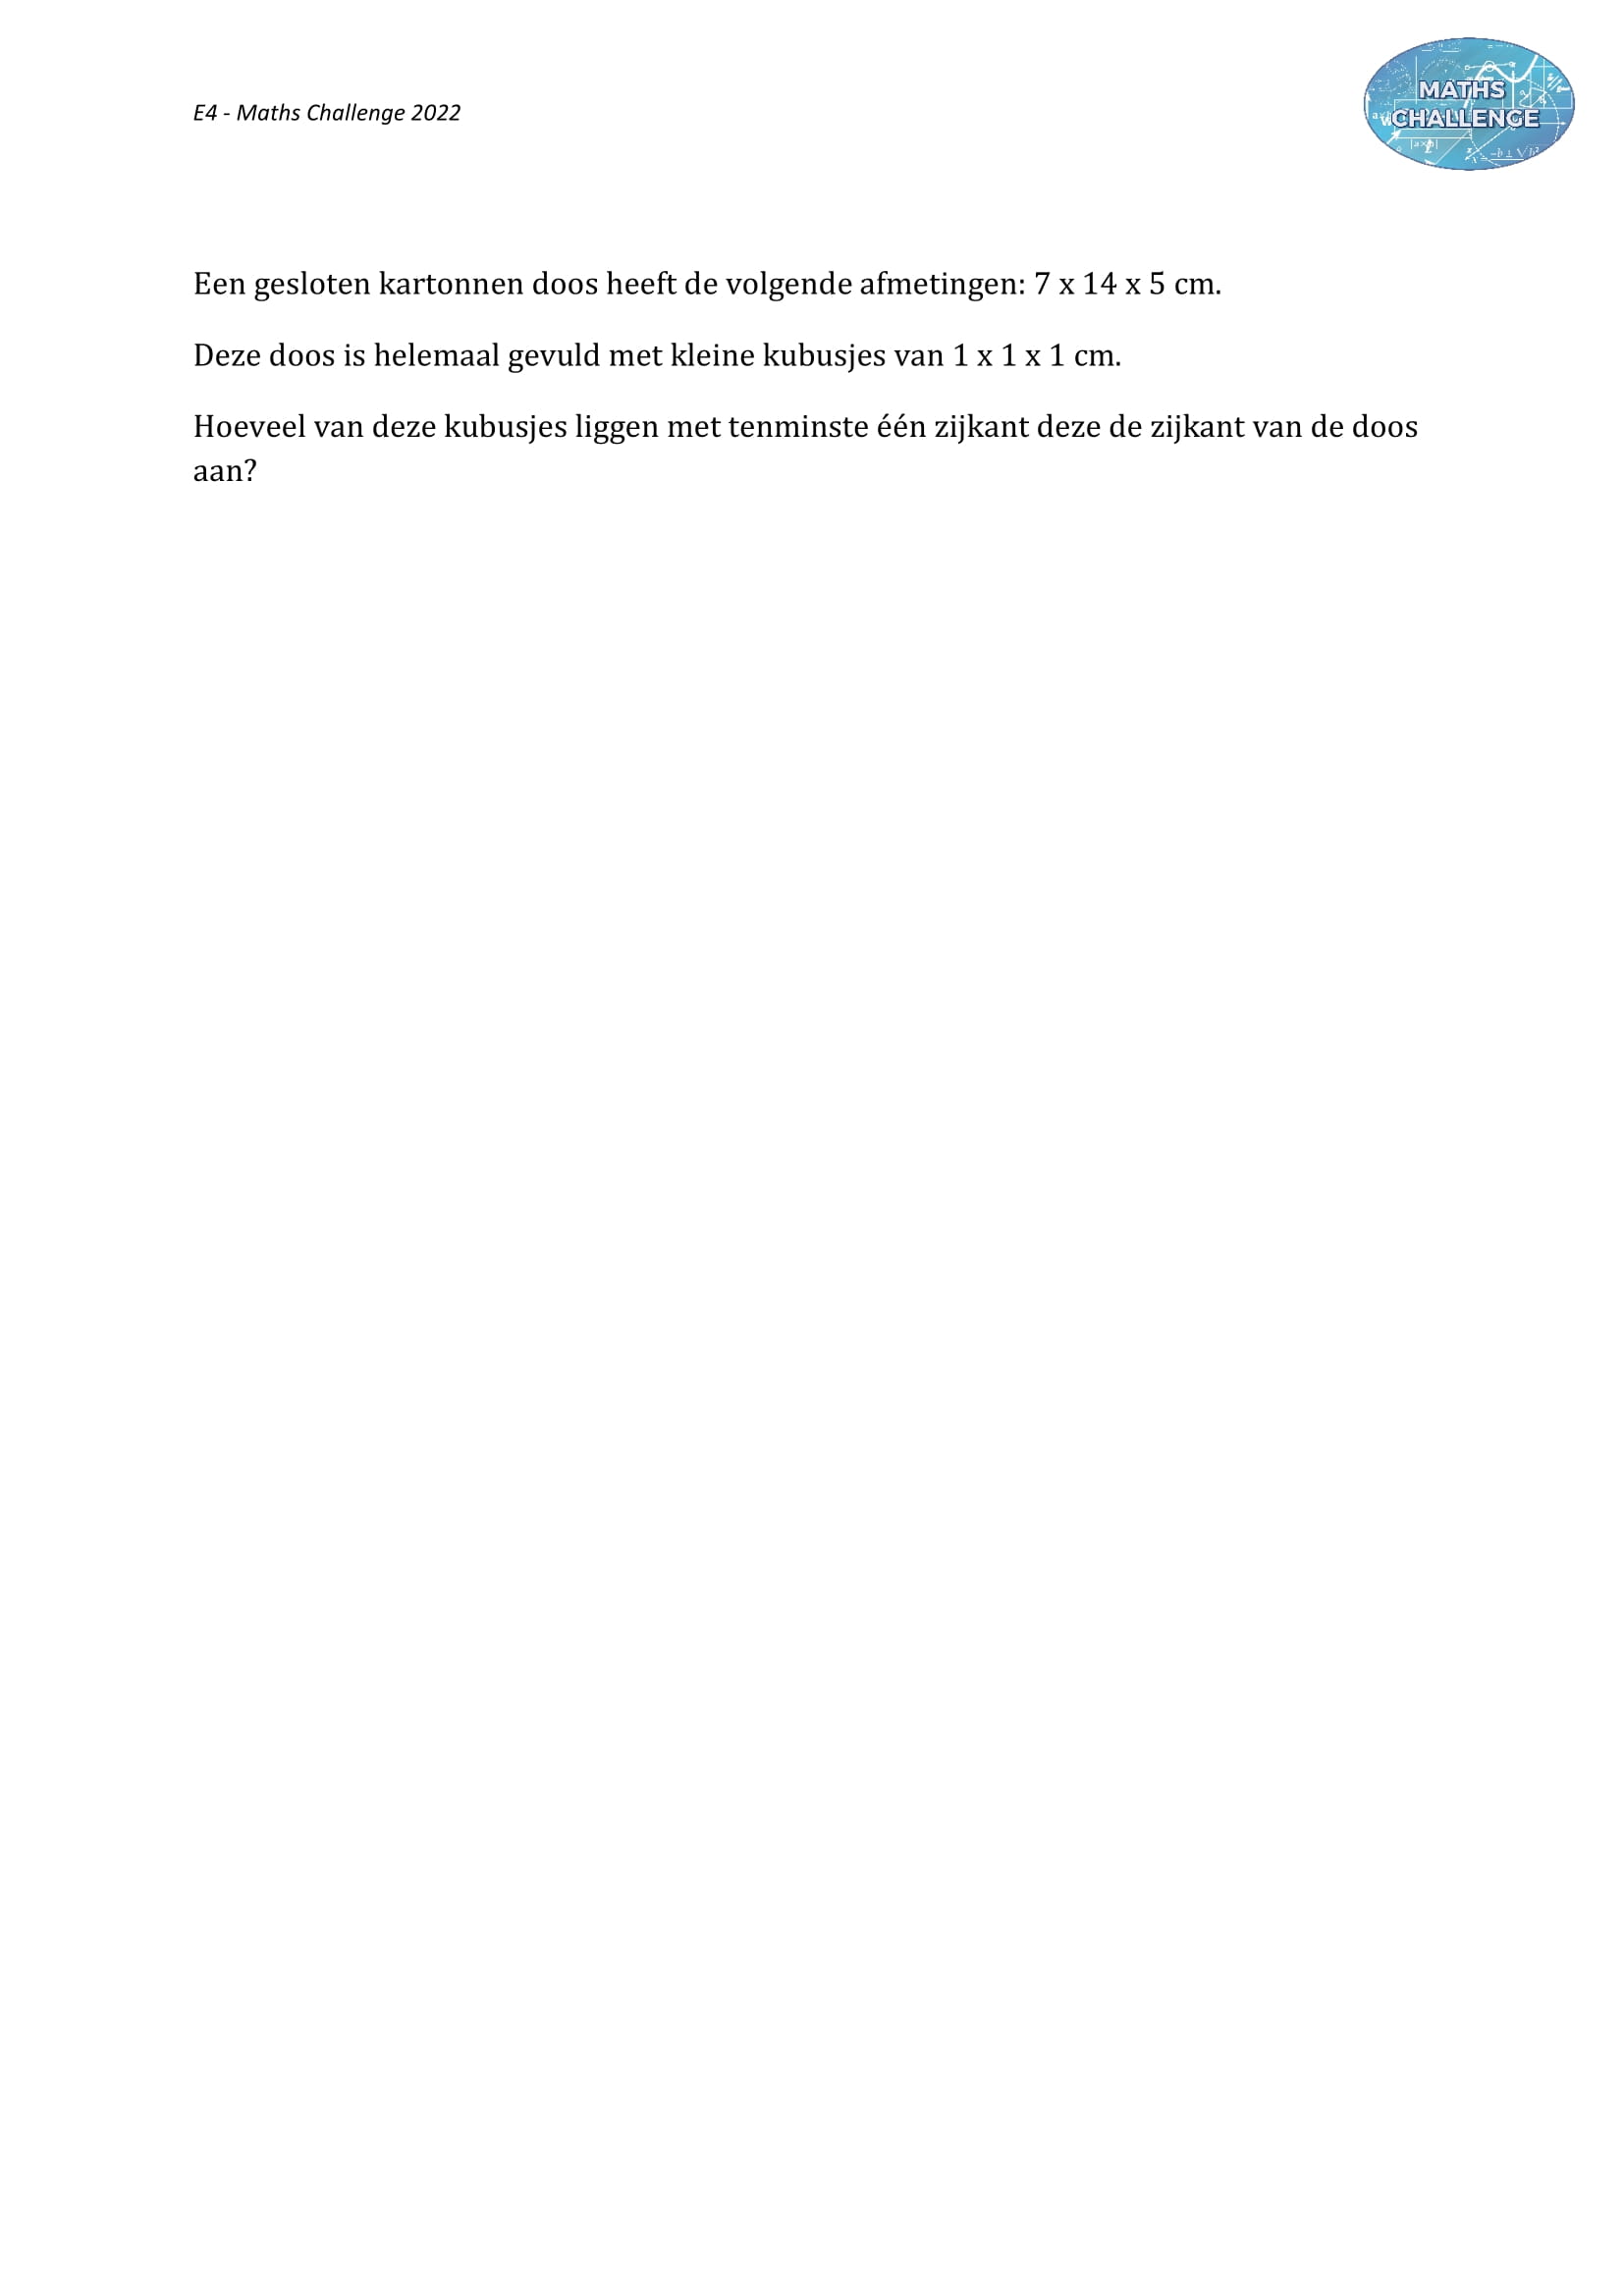 E4 - Maths Challenge 2022
MATHS
CHALLENGE
Een gesloten kartonnen doos heeft de volgende afmetingen: 7 x 14 x 5 cm.
Deze doos is helemaal gevuld met kleine kubusjes van 1 x 1 x 1 cm.
Hoeveel van deze kubusjes liggen met tenminste één zijkant deze de zijkant van de doos
aan?